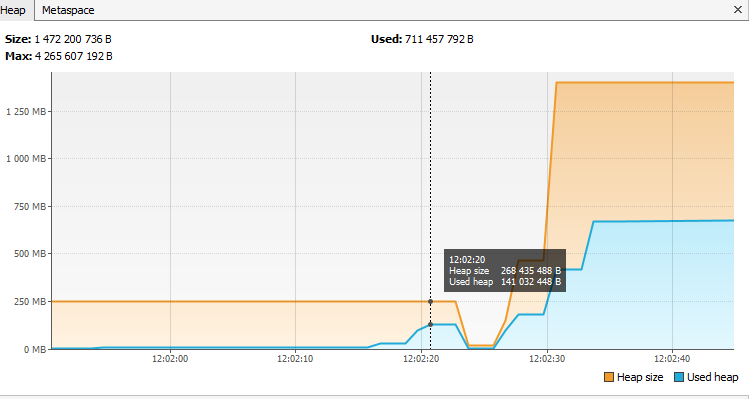 Heap Metaspace
Size: 1 472 200 736 B Used: 711 457 792 B
Max: 4 265 607 192 B
1 250 MB
1 000 MB
750 MB
500 MB
250 MB
0 MB
12:02:20
Heap size 268 435 488 B
Used heap 141 032 448 B
12:02:00 12:02:10 12:02:20 12:02:30 12:02:40
Heap size Used heap